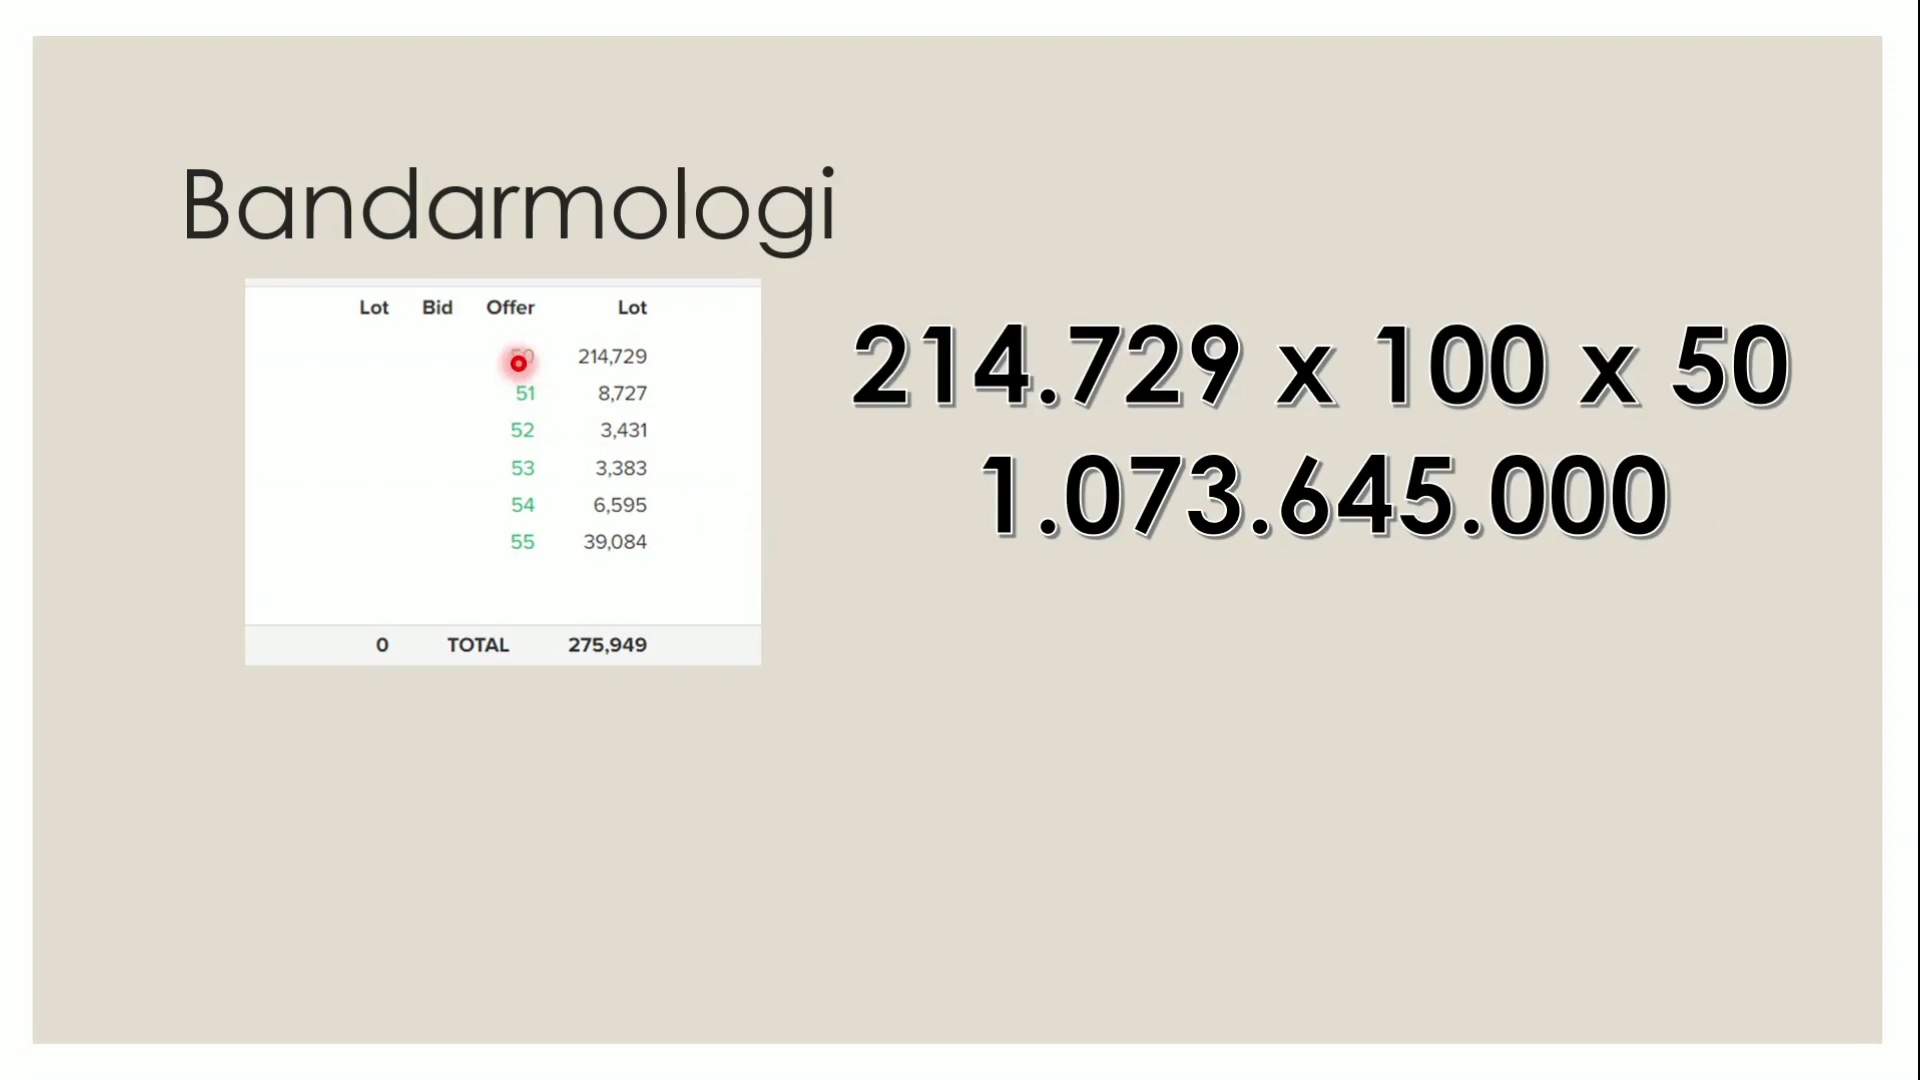 Bandarmologi
Lot Bid Offer Lot
50 214,729
51 8,727
52 3,431
53 3,383
54 6,595
55 39,084
0 TOTAL 275,949
214.729 x 100 x 50
1.073.645.000